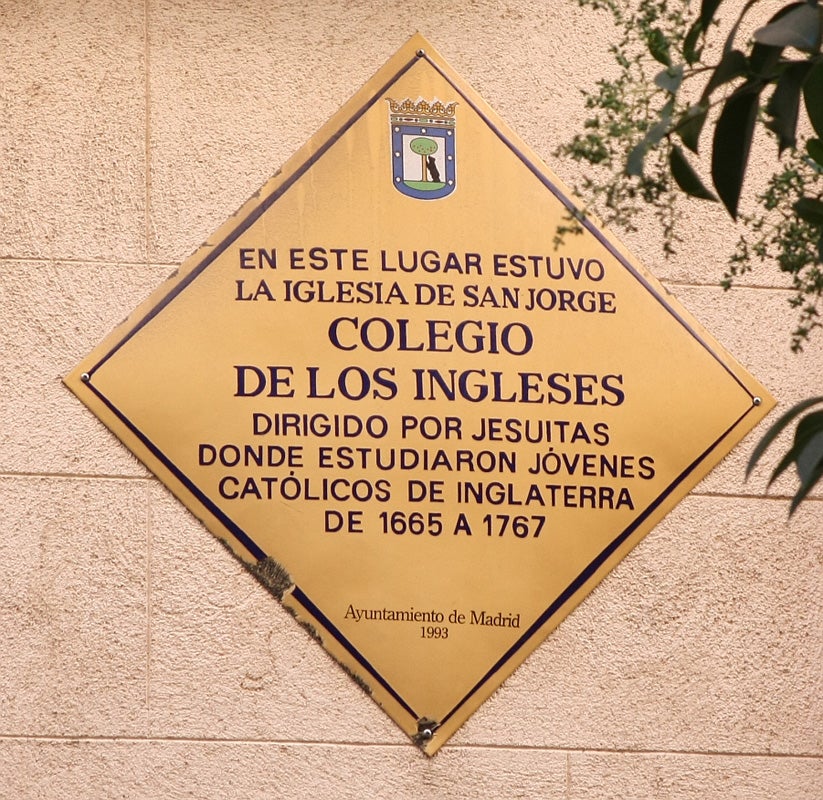 EN ESTE LUGAR ESTUVO
LA IGLESIA DE SAN JORGE
COLEGIO
DE LOS INGLESES
DIRIGIDO POR JESUITAS
DONDE ESTUDIARON JÓVENES
CATÓLICOS DE INGLATERRA
DE 1665 A 1767
Ayuntamiento de Madrid
1993